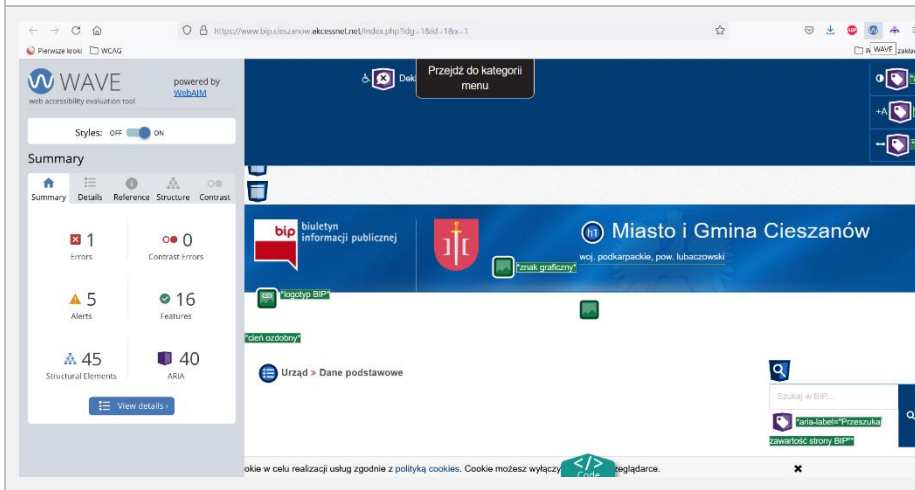 https://www.bip.cieszanow.akcessnet.net/index.php?idg=1&id=1&x=1
ABP
Pierwsze kroki WCAG
WAVE
WAVE
powered by
WebAIM
web accessibility evaluation tool
Styles: OFF ON
Summary
Summary Details Reference Structure Contrast
1
Errors
0
Contrast Errors
5
Alerts
16
Features
45
Structural Elements
40
ARIA
View details ›
Przejdź do kategorii
menu
+A
bip biuletyn
informacji publicznej
h1 Miasto i Gmina Cieszanów
woj. podkarpackie, pow. lubaczowski
"znak graficzny"
"logotyp BIP"
"cień ozdobny"
Urząd » Dane podstawowe
Szukaj w BIP...
"aria-label="Przeszukaj
zawartość strony BIP""
okie w celu realizacji usług zgodnie z polityką cookies. Cookie możesz wyłączy
</>
Code
zeglądarce.